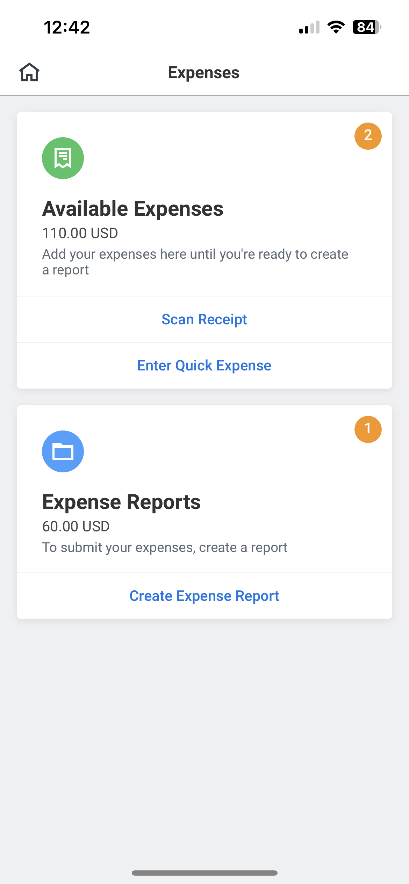 12:42
84
Expenses
2
Available Expenses
110.00 USD
Add your expenses here until you're ready to create
a report
Scan Receipt
Enter Quick Expense
1
Expense Reports
60.00 USD
To submit your expenses, create a report
Create Expense Report